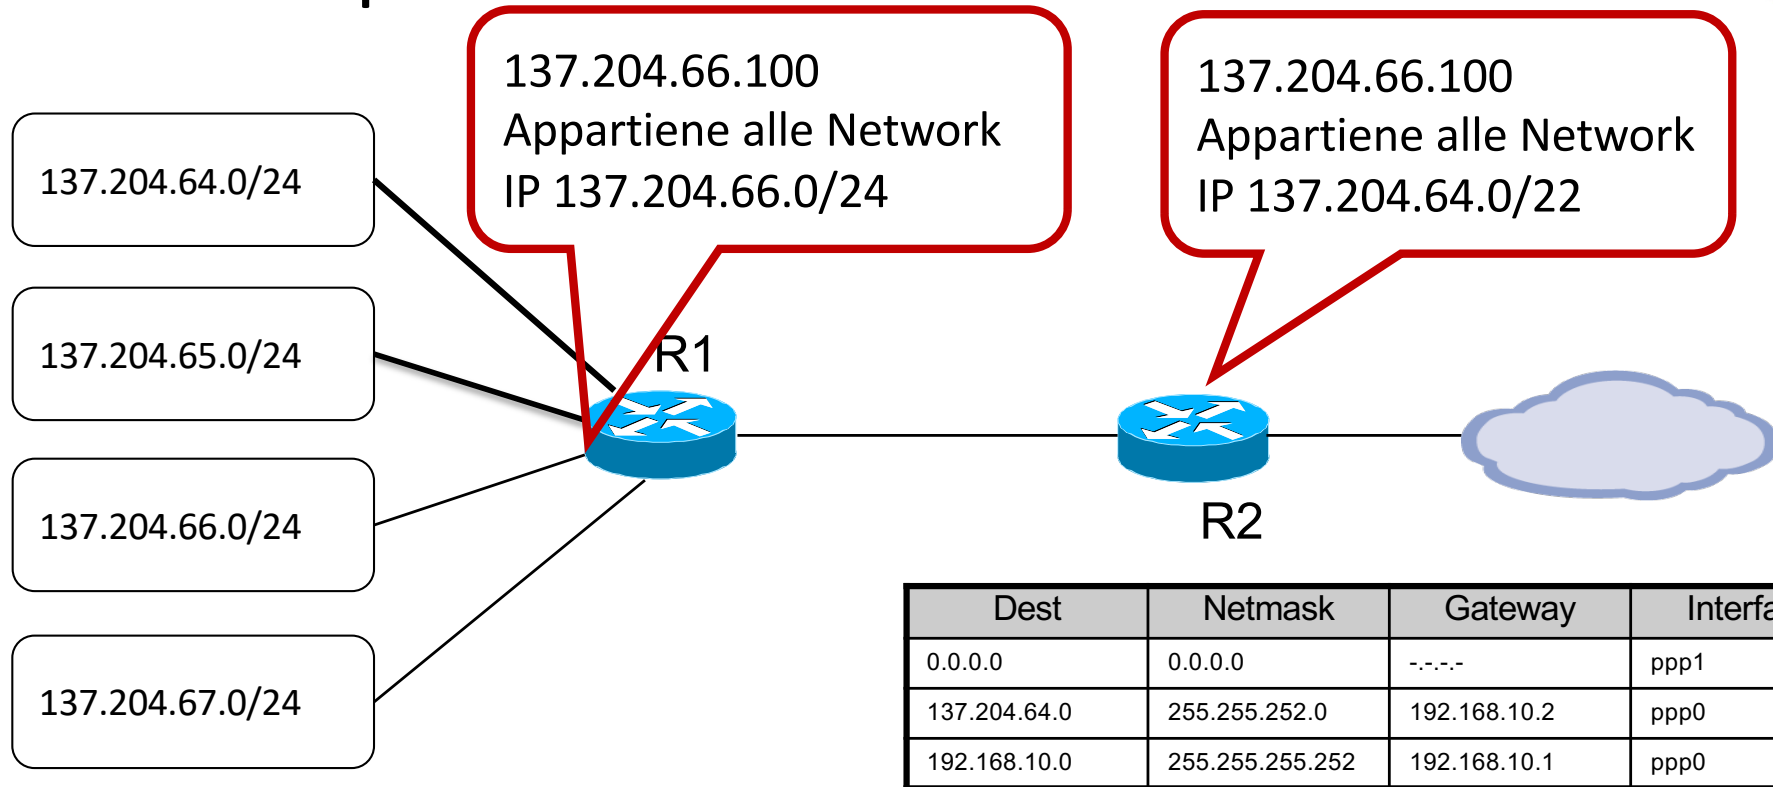 137.204.66.100
Appartiene alle Network
IP 137.204.66.0/24
137.204.66.100
Appartiene alle Network
IP 137.204.64.0/22
137.204.64.0/24
137.204.65.0/24
137.204.66.0/24
137.204.67.0/24
R1
R2
Dest Netmask Gateway
0.0.0.0 0.0.0.0 -.-.-.- ppp1
137.204.64.0 255.255.252.0 192.168.10.2 ppp0
192.168.10.0 255.255.255.252 192.168.10.1 ppp0